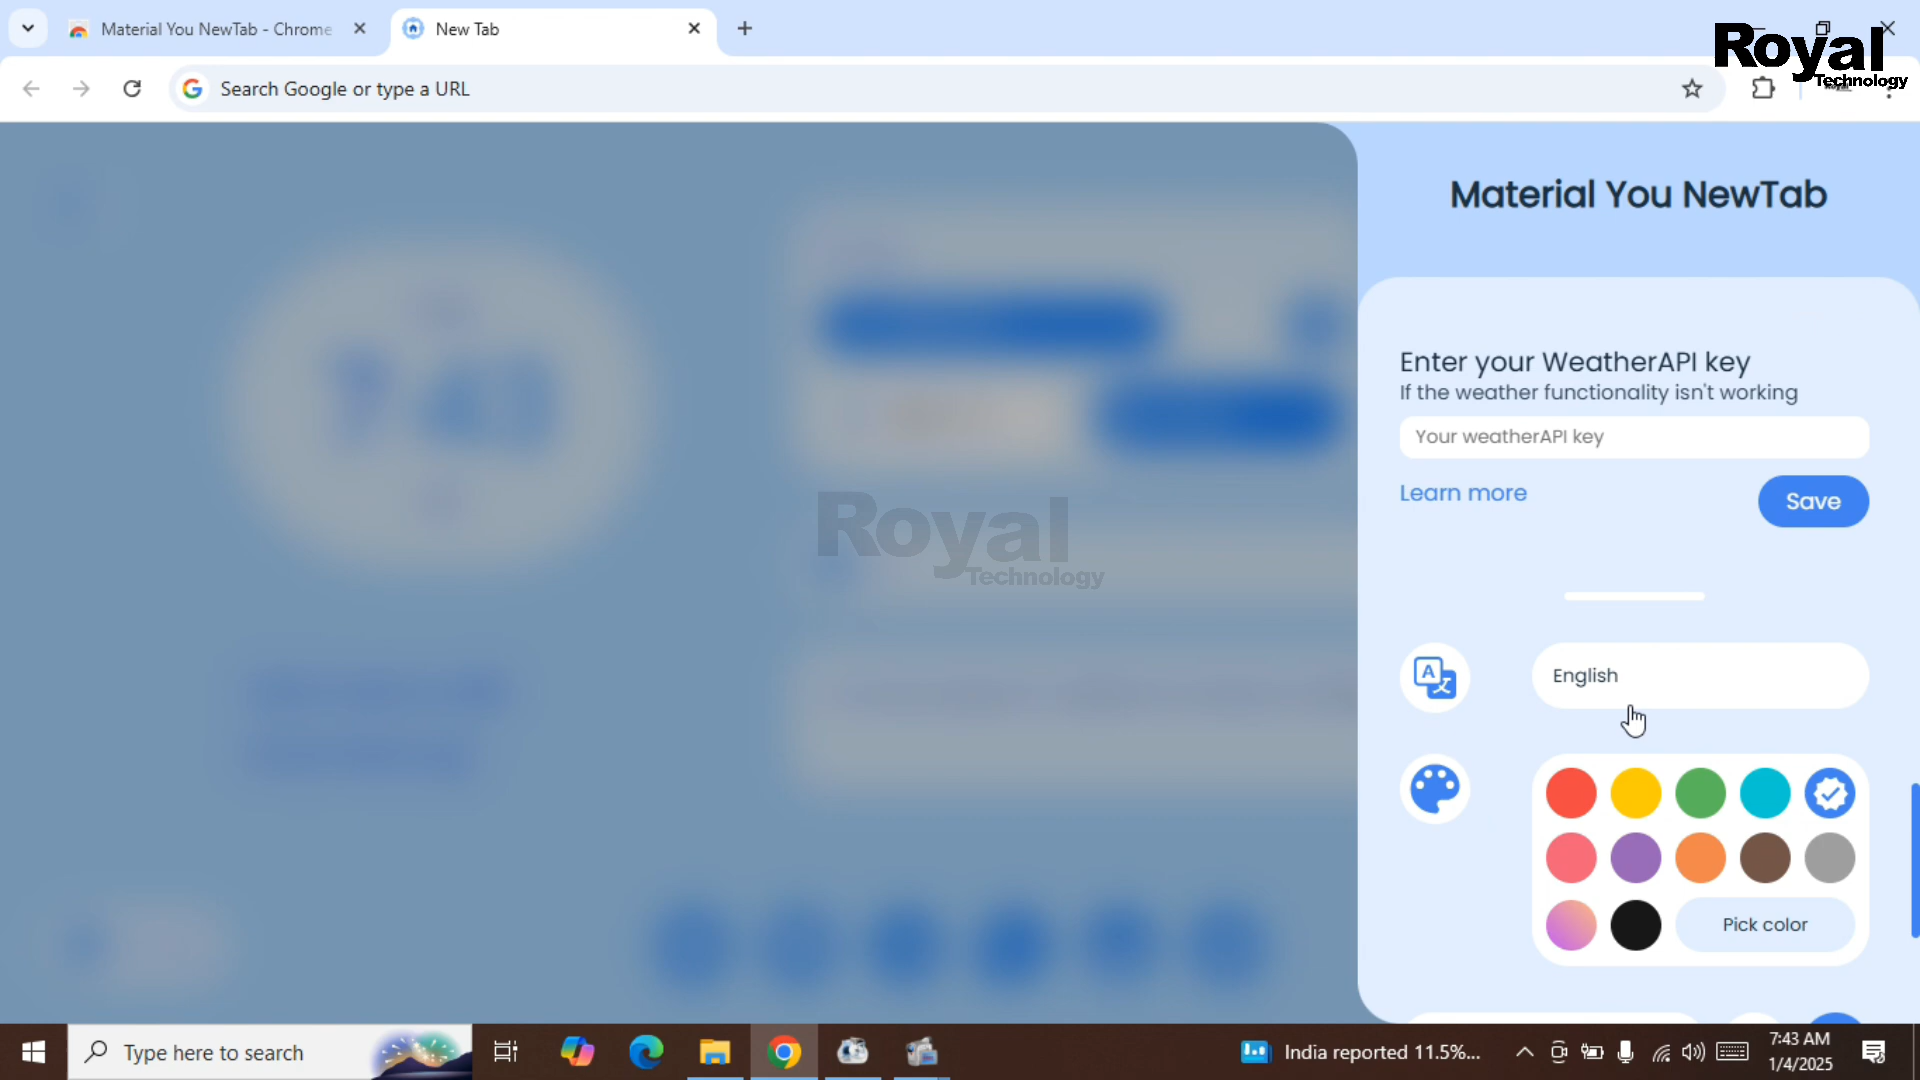 Material You NewTab - Chrome
New Tab
Royal
Technology
Search Google or type a URL
Material You NewTab
Enter your WeatherAPI key
If the weather functionality isn't working
Your weatherAPI key
Learn more
Save
Royal
Technology
English
Pick color
Type here to search
India reported 11.5%...
7:43 AM
1/4/2025